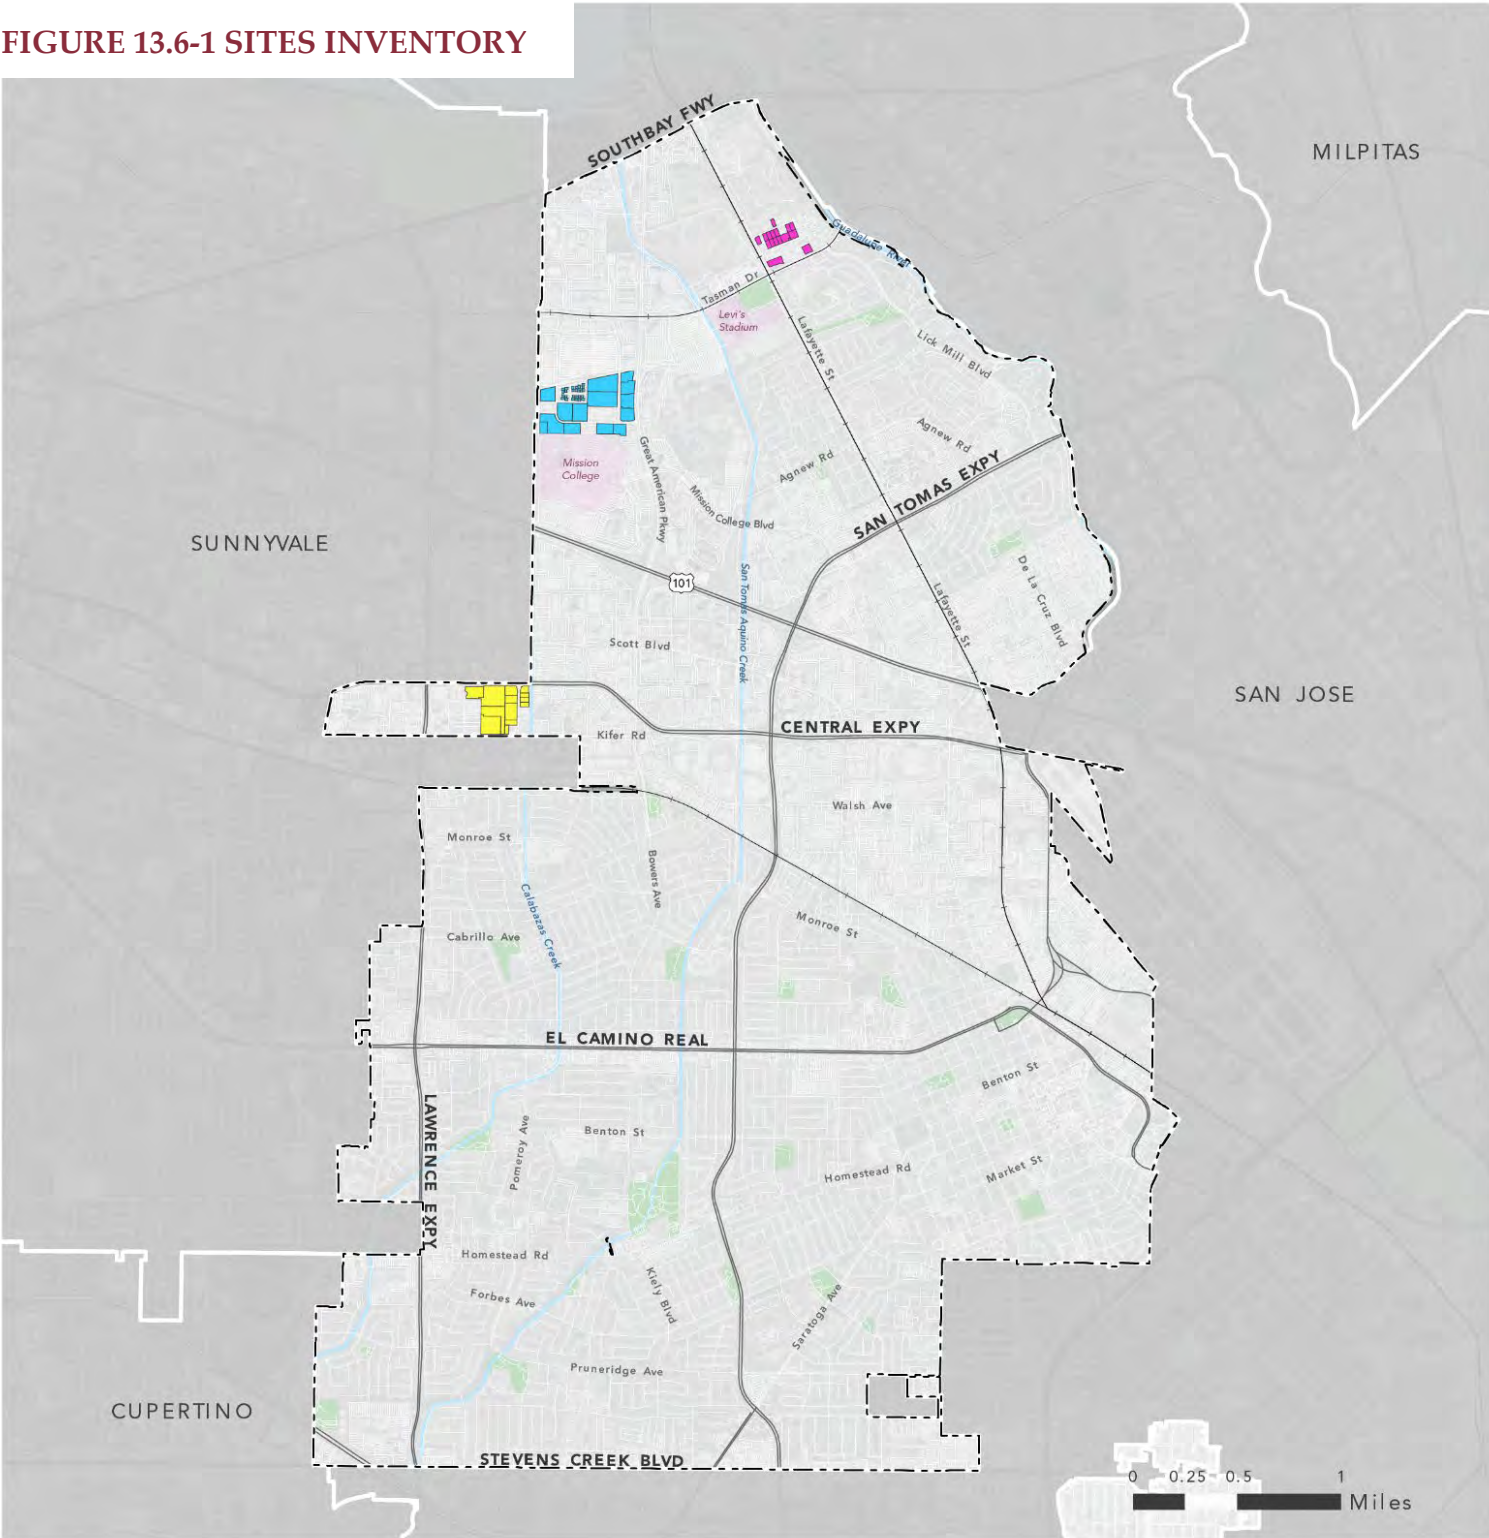 FIGURE 13.6-1 SITES INVENTORY
SOUTHBAY FWY
MILPITAS
Guadalupe River
Tasman Dr
Levi's
Stadium
Lafayette St
Lick Mill Blvd
Agnew Rd
Great American Pkwy
Mission
College
Agnew Rd
SAN TOMAS EXPY
Mission College Blvd
SUNNYVALE
101
De La Cruz Blvd
San Tomas Aquino Creek
Lafayette St
Scott Blvd
SAN JOSE
CENTRAL EXPY
Kifer Rd
Walsh Ave
Monroe St
Bowers Ave
Calabazas Creek
Monroe St
Cabrillo Ave
EL CAMINO REAL
Benton St
LAWRENCE EXPY
Pomeroy Ave
Benton St
Homestead Rd
Market St
Homestead Rd
Kiely Blvd
Forbes Ave
Saratoga Ave
Pruneridge Ave
CUPERTINO
STEVENS CREEK BLVD
0 0.25 0.5 1
Miles